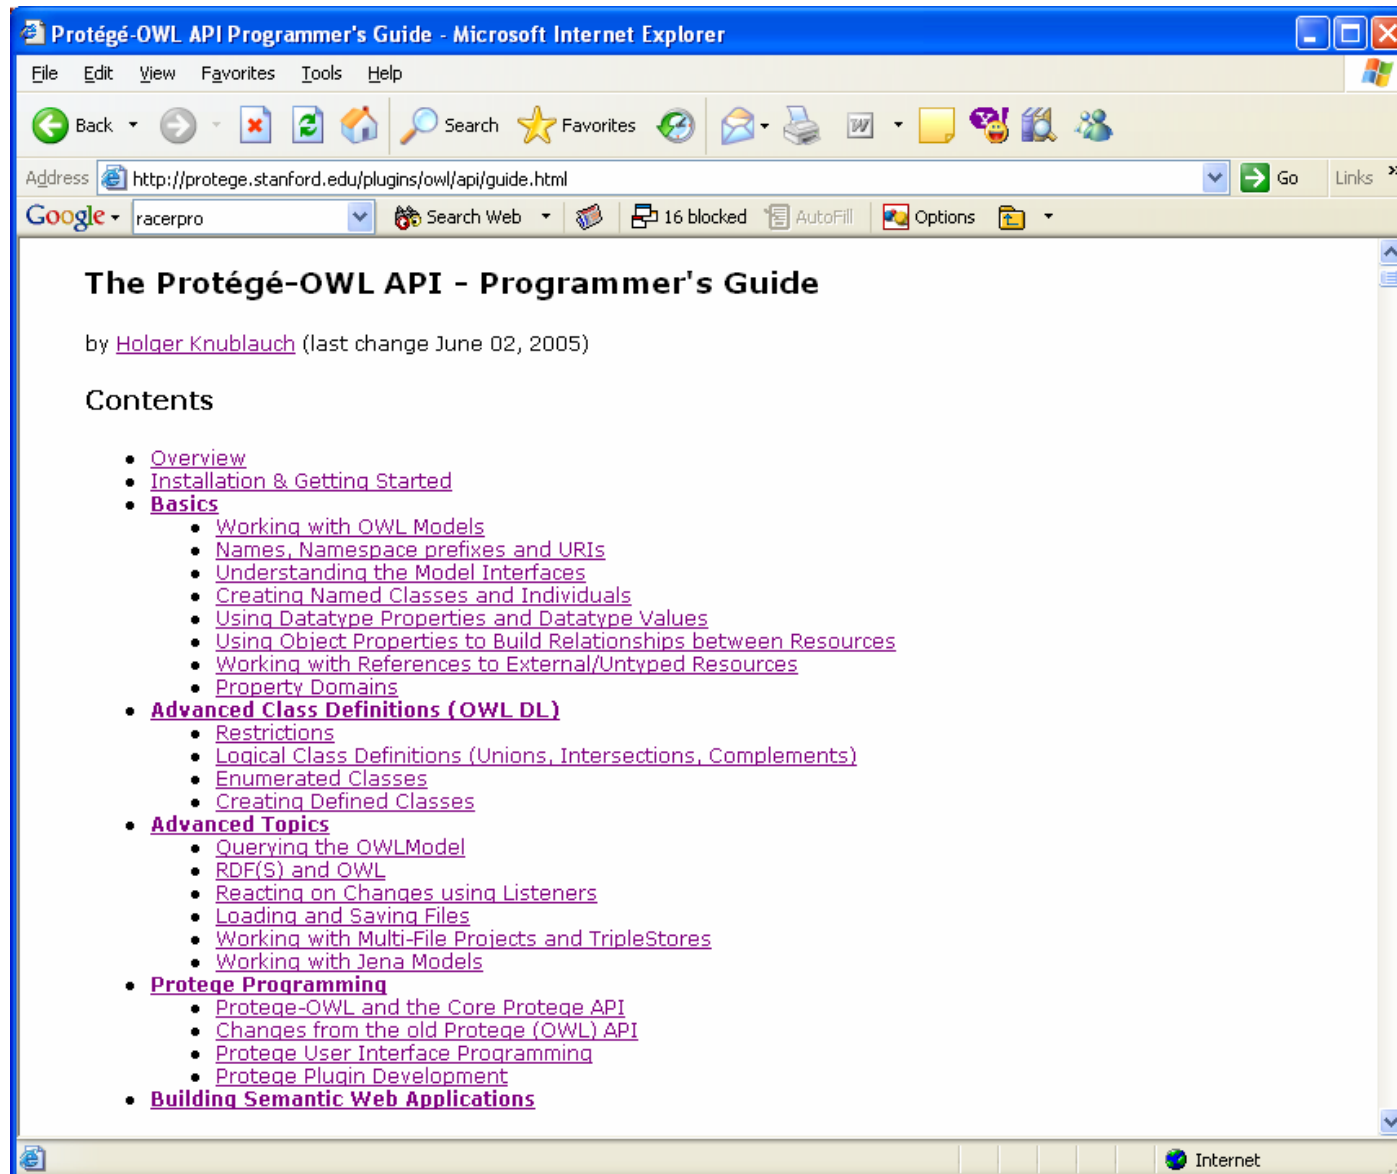 Protégé-OWL API Programmer's Guide - Microsoft Internet Explorer
File Edit View Favorites Tools Help
Back Search Favorites
Address http://protege.stanford.edu/plugins/owl/api/guide.html Go Links »
Google racerpro Search Web 16 blocked AutoFill Options
The Protégé-OWL API - Programmer's Guide
by Holger Knublauch (last change June 02, 2005)
Contents
Overview
Installation & Getting Started
Basics
Working with OWL Models
Names, Namespace prefixes and URIs
Understanding the Model Interfaces
Creating Named Classes and Individuals
Using Datatype Properties and Datatype Values
Using Object Properties to Build Relationships between Resources
Working with References to External/Untyped Resources
Property Domains
Advanced Class Definitions (OWL DL)
Restrictions
Logical Class Definitions (Unions, Intersections, Complements)
Enumerated Classes
Creating Defined Classes
Advanced Topics
Querying the OWLModel
RDF(S) and OWL
Reacting on Changes using Listeners
Loading and Saving Files
Working with Multi-File Projects and TripleStores
Working with Jena Models
Protege Programming
Protege-OWL and the Core Protege API
Changes from the old Protege (OWL) API
Protege User Interface Programming
Protege Plugin Development
Building Semantic Web Applications
Internet